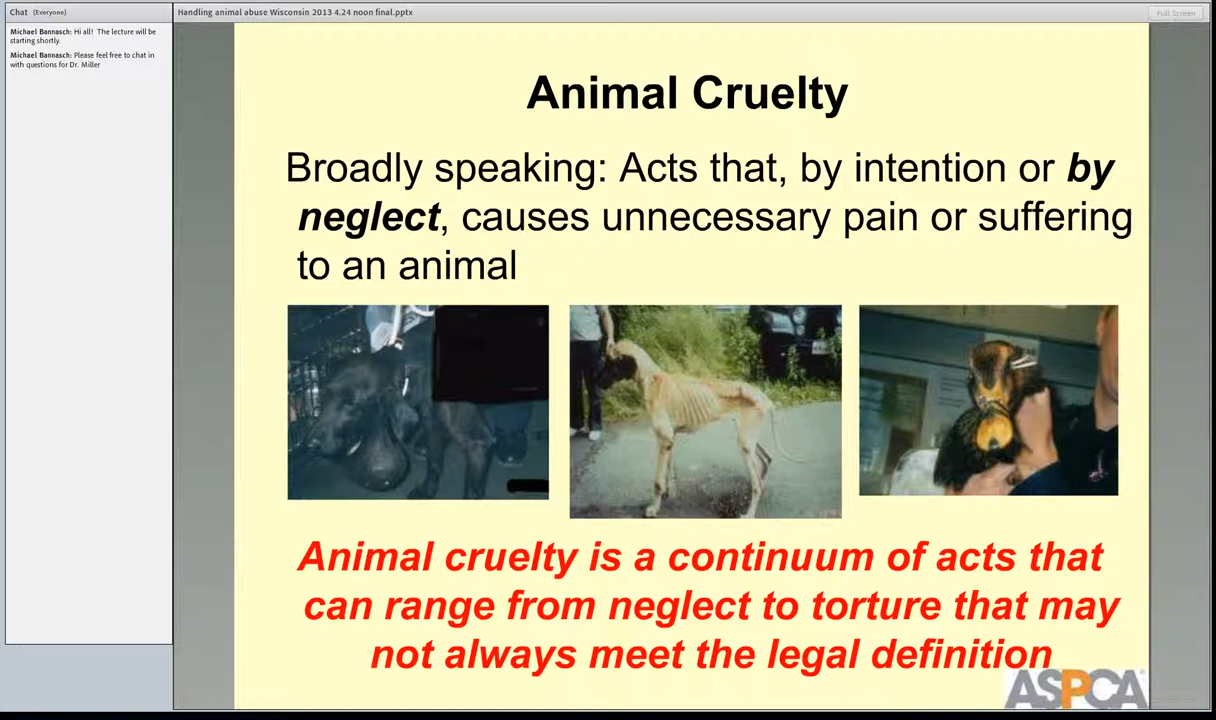 Chat (Everyone)
Michael Bannasch: Hi all! The lecture will be
starting shortly.
Michael Bannasch: Please feel free to chat in
with questions for Dr. Miller
Handling animal abuse Wisconsin 2013 4.24 noon final.pptx
Full Screen
Animal Cruelty
Broadly speaking: Acts that, by intention or by
neglect, causes unnecessary pain or suffering
to an animal
Animal cruelty is a continuum of acts that
can range from neglect to torture that may
not always meet the legal definition
ASPCA